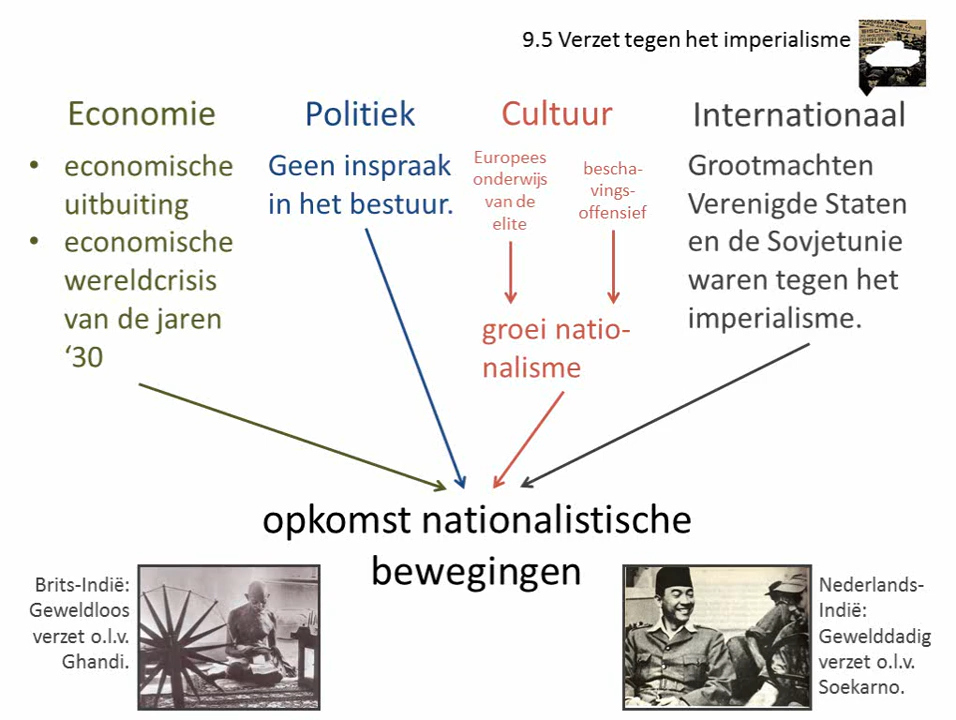 9.5 Verzet tegen het imperialisme
Economie
• economische
uitbuiting
• economische
wereldcrisis
van de jaren
‘30
Politiek
Geen inspraak
in het bestuur.
Cultuur
Europees
onderwijs
van de
elite
bescha-
vings-
offensief
groei natio-
nalisme
Internationaal
Grootmachten
Verenigde Staten
en de Sovjetunie
waren tegen het
imperialisme.
opkomst nationalistische
bewegingen
Brits-Indië:
Geweldloos
verzet o.l.v.
Ghandi.
Nederlands-
Indië:
Gewelddadig
verzet o.l.v.
Soekarno.